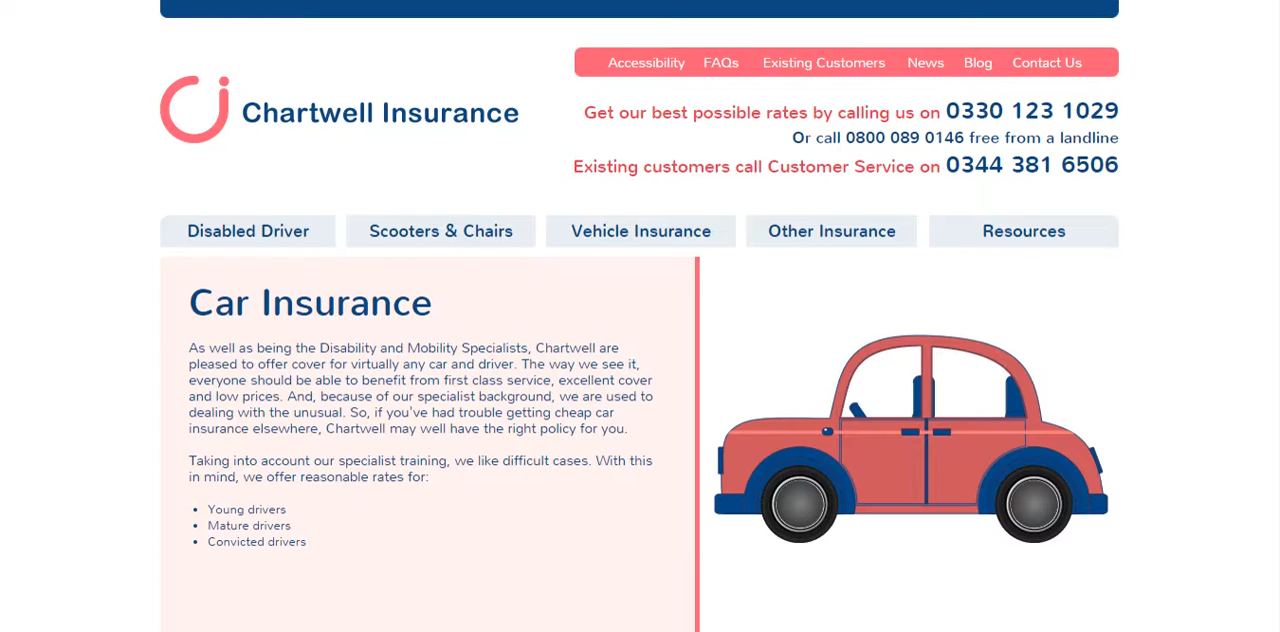 Accessibility FAQs Existing Customers News Blog Contact Us
Chartwell Insurance
Get our best possible rates by calling us on 0330 123 1029
Or call 0800 089 0146 free from a landline
Existing customers call Customer Service on 0344 381 6506
Disabled Driver Scooters & Chairs Vehicle Insurance Other Insurance Resources
Car Insurance
As well as being the Disability and Mobility Specialists, Chartwell are
pleased to offer cover for virtually any car and driver. The way we see it,
everyone should be able to benefit from first class service, excellent cover
and low prices. And, because of our specialist background, we are used to
dealing with the unusual. So, if you've had trouble getting cheap car
insurance elsewhere, Chartwell may well have the right policy for you.
Taking into account our specialist training, we like difficult cases. With this
in mind, we offer reasonable rates for:
• Young drivers
• Mature drivers
• Convicted drivers